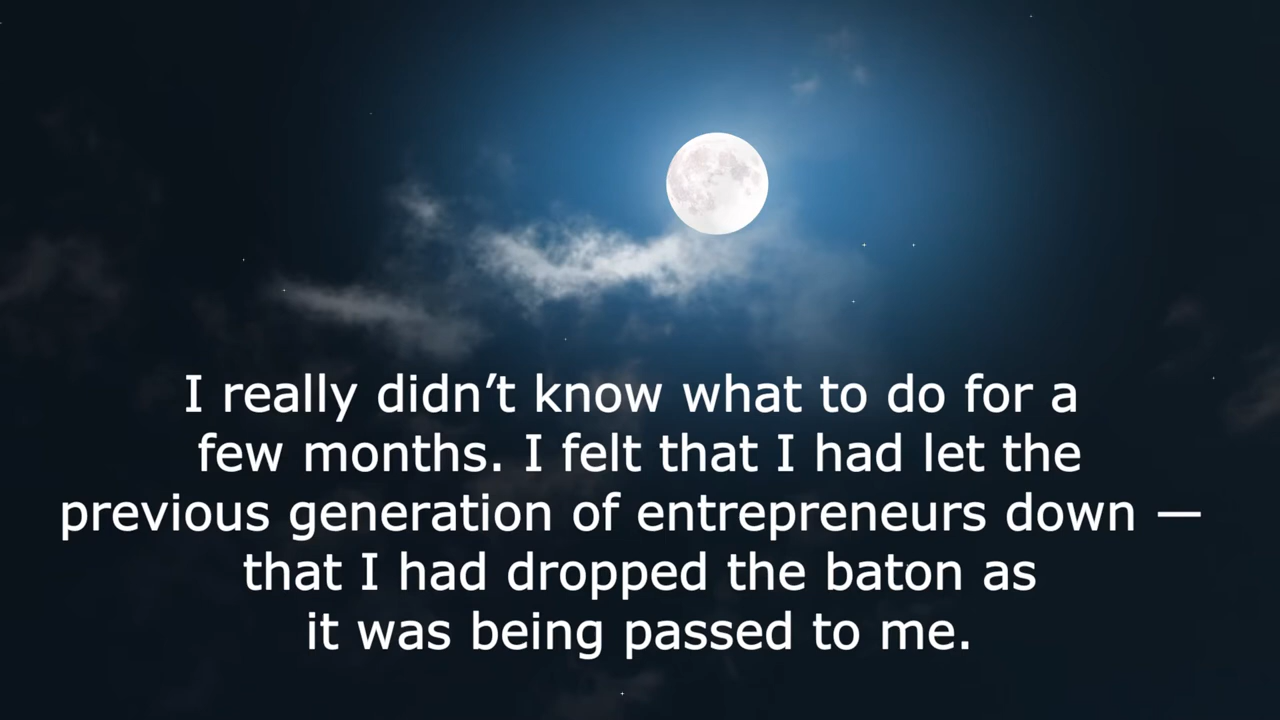 I really didn’t know what to do for a
few months. I felt that I had let the
previous generation of entrepreneurs down —
that I had dropped the baton as
it was being passed to me.